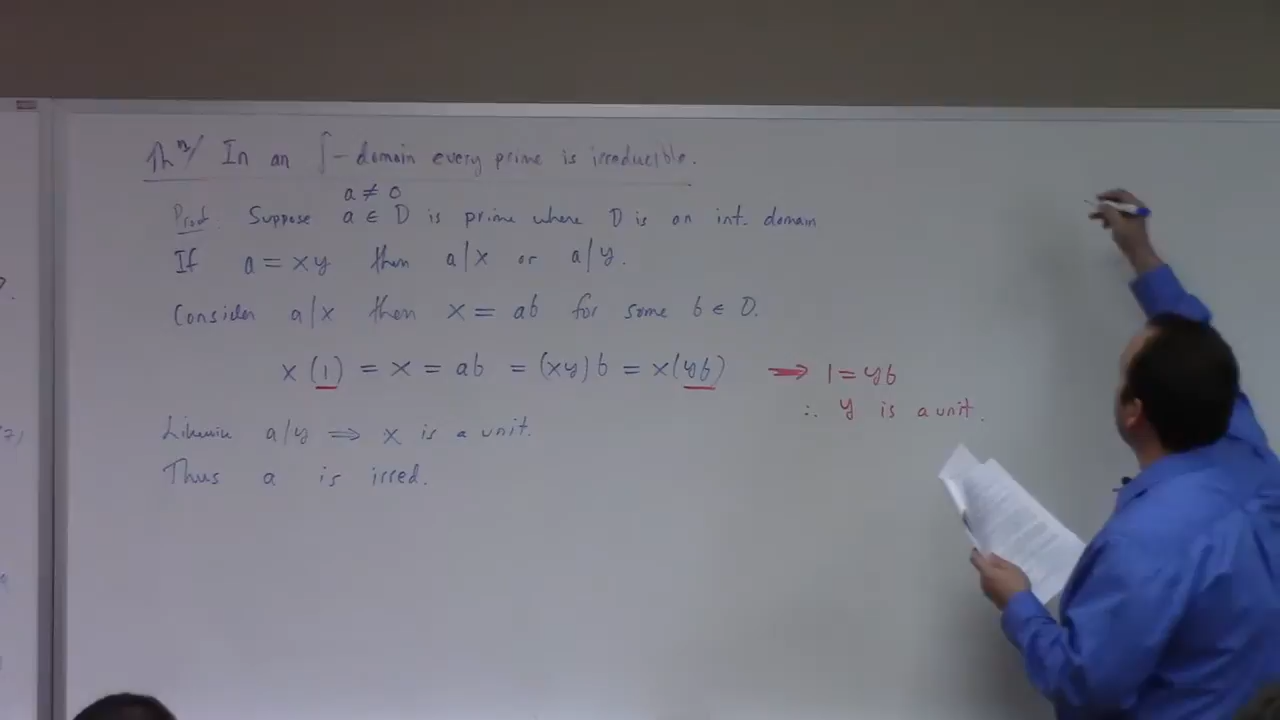 Thm/ In an ∫-domain every prime is irreducible.
a ≠ 0
Proof. Suppose a ∈ D is prime where D is an int. domain
If a = xy then a|x or a|y.
Consider a|x then x = ab for some b ∈ D.
x(1) = x = ab = (xy)b = x(yb) → 1 = yb
∴ y is a unit.
Likewise a|y ⟹ x is a unit.
Thus a is irred.